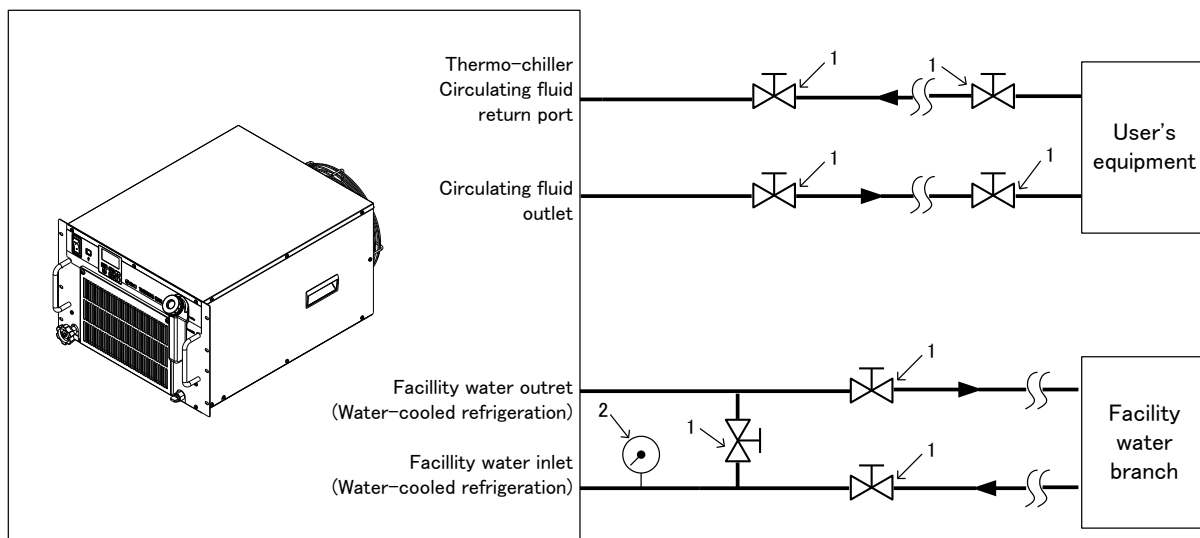 Thermo-chiller
Circulating fluid
return port
1
1
User's
equipment
Circulating fluid
outlet
1
1
Facillity water outret
(Water-cooled refrigeration)
1
2
1
Facillity water inlet
(Water-cooled refrigeration)
1
Facility
water
branch